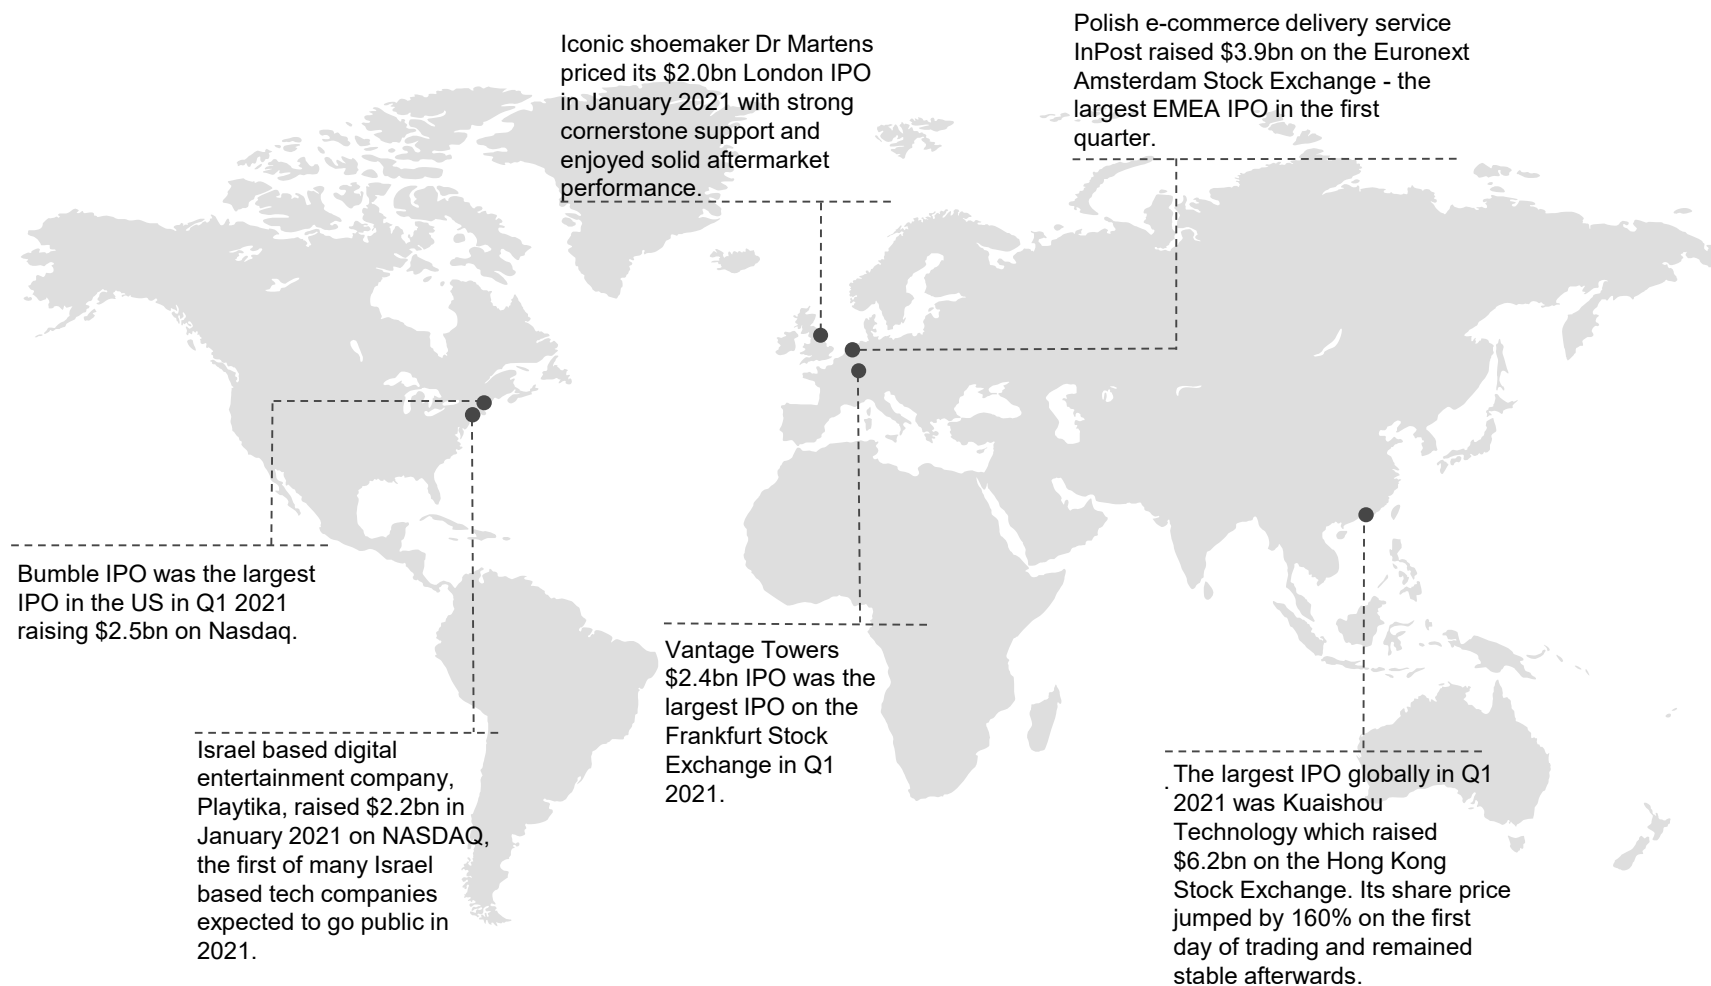 Iconic shoemaker Dr Martens
priced its $2.0bn London IPO
in January 2021 with strong
cornerstone support and
enjoyed solid aftermarket
performance.
Polish e-commerce delivery service
InPost raised $3.9bn on the Euronext
Amsterdam Stock Exchange - the
largest EMEA IPO in the first
quarter.
Bumble IPO was the largest
IPO in the US in Q1 2021
raising $2.5bn on Nasdaq.
Israel based digital
entertainment company,
Playtika, raised $2.2bn in
January 2021 on NASDAQ,
the first of many Israel
based tech companies
expected to go public in
2021.
Vantage Towers
$2.4bn IPO was the
largest IPO on the
Frankfurt Stock
Exchange in Q1
2021.
.
The largest IPO globally in Q1
2021 was Kuaishou
Technology which raised
$6.2bn on the Hong Kong
Stock Exchange. Its share price
jumped by 160% on the first
day of trading and remained
stable afterwards.